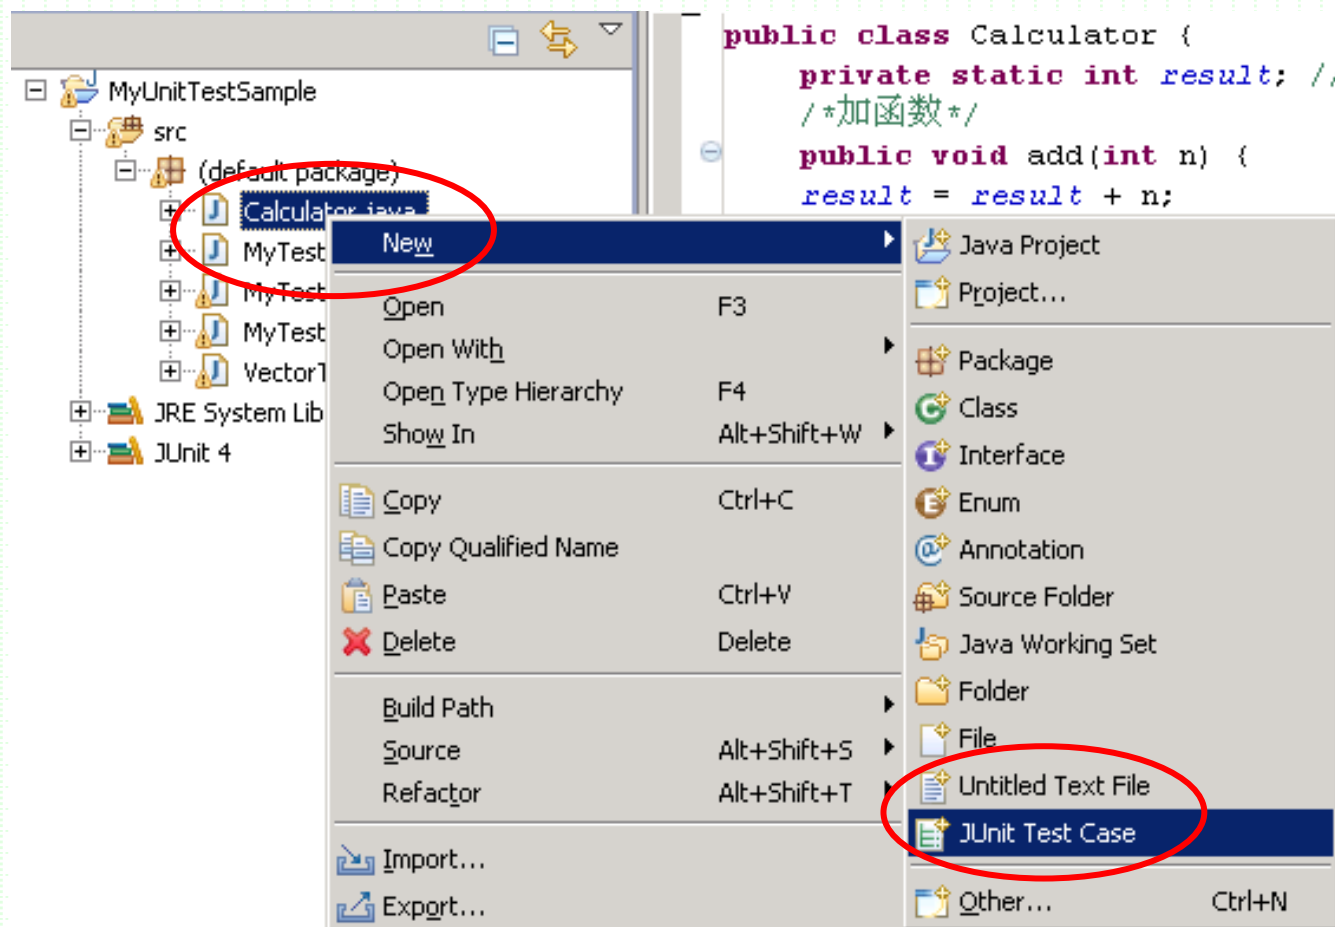 public class Calculator {
private static int result; //
/*加函数*/
public void add(int n) {
result = result + n;
MyUnitTestSample
src
(default package)
Calculator.java
MyTest
MyTest
MyTest
VectorT
JRE System Lib
JUnit 4
New
Open F3
Open With
Open Type Hierarchy F4
Show In Alt+Shift+W
Copy Ctrl+C
Copy Qualified Name
Paste Ctrl+V
Delete Delete
Build Path
Source Alt+Shift+S
Refactor Alt+Shift+T
Import...
Export...
Java Project
Project...
Package
Class
Interface
Enum
Annotation
Source Folder
Java Working Set
Folder
File
Untitled Text File
JUnit Test Case
Other... Ctrl+N